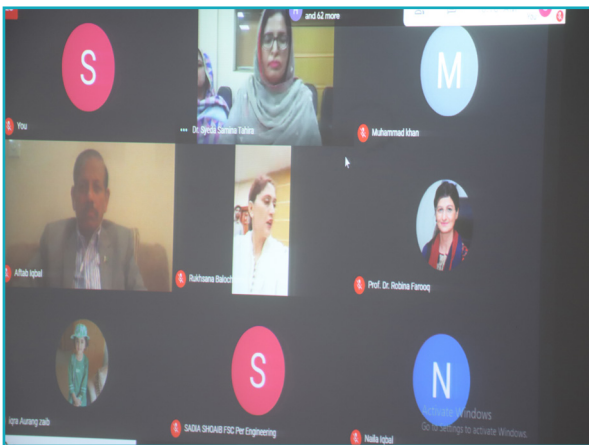 and 62 more
S
M
You
Dr. Syeda Samina Tahira
Muhammad khan
Aftab Iqbal
Rukhsana Baloch
Prof. Dr. Robina Farooq
S
N
iqra Aurang zaib
SADIA SHOAIB FSC Per Engineering
Naila Iqbal
Activate Windows
Go to Settings to activate Windows.